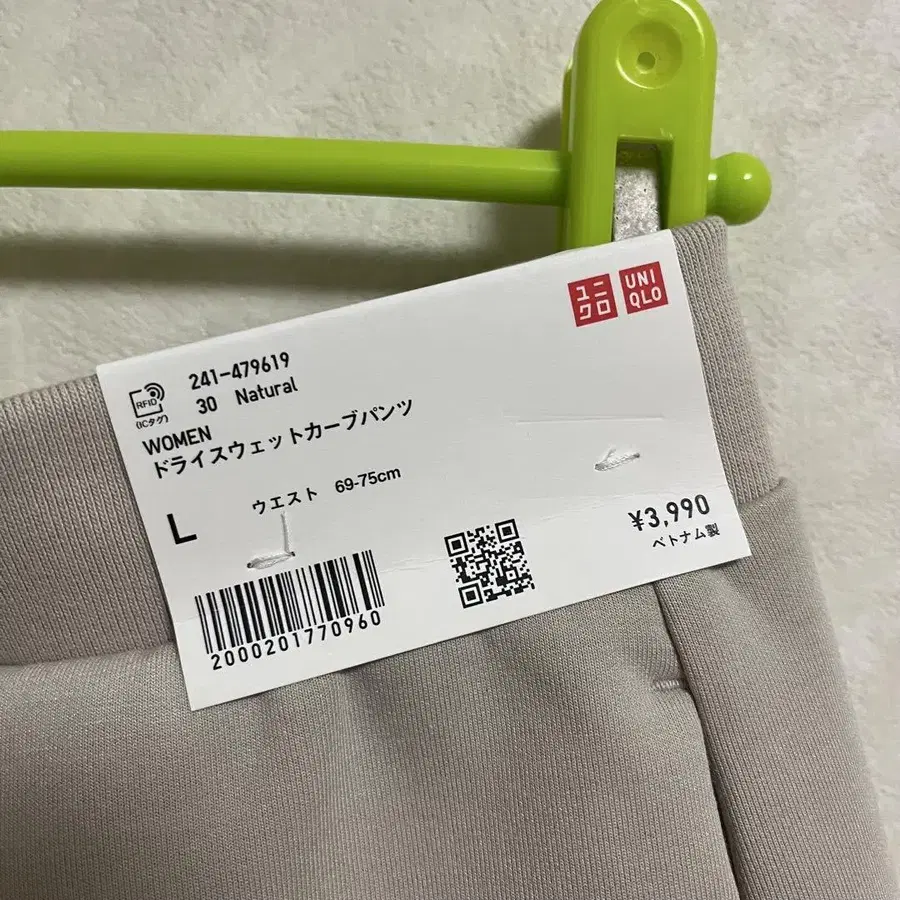 ユニ
クロ
UNI
QLO
241-479619
30 Natural
RFID
(ICタグ)
WOMEN
ドライスウェットカーブパンツ
L
ウエスト 69-75cm
¥3,990
ベトナム製
2000201770960